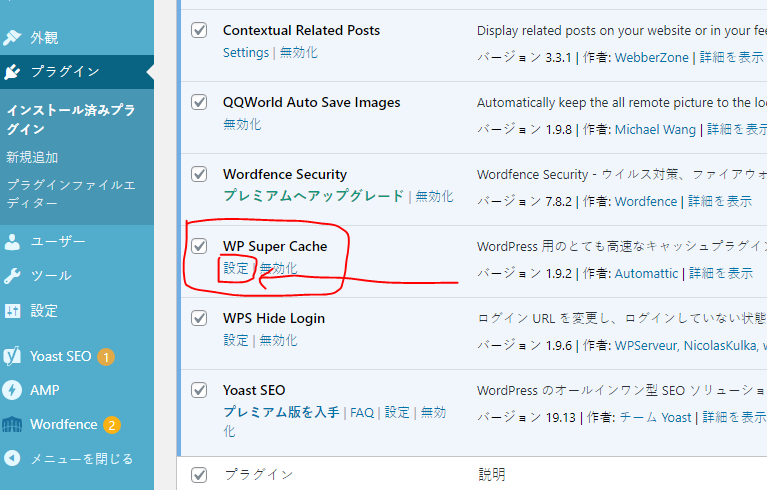 外観
プラグイン
インストール済みプラ
グイン
新規追加
プラグインファイルエ
ディター
ユーザー
ツール
設定
Yoast SEO 1
AMP
Wordfence 2
メニューを閉じる
Contextual Related Posts
Settings | 無効化
Display related posts on your website or in your fee
バージョン 3.3.1 | 作者: WebberZone | 詳細を表示
QQWorld Auto Save Images
無効化
Automatically keep the all remote picture to the loc
バージョン 1.9.8 | 作者: Michael Wang | 詳細を表示
Wordfence Security
プレミアムへアップグレード | 無効化
Wordfence Security - ウイルス対策、ファイアウォ
バージョン 7.8.2 | 作者: Wordfence | 詳細を表示
WP Super Cache
設定 | 無効化
WordPress 用のとても高速なキャッシュプラグイン
バージョン 1.9.2 | 作者: Automattic | 詳細を表示
WPS Hide Login
設定 | 無効化
ログイン URL を変更し、ログインしていない状態
バージョン 1.9.6 | 作者: WPServeur, NicolasKulka, w
Yoast SEO
プレミアム版を入手 | FAQ | 設定 | 無効
化
WordPress のオールインワン型 SEO ソリューショ
バージョン 19.13 | 作者: チーム Yoast | 詳細を表示
プラグイン
説明